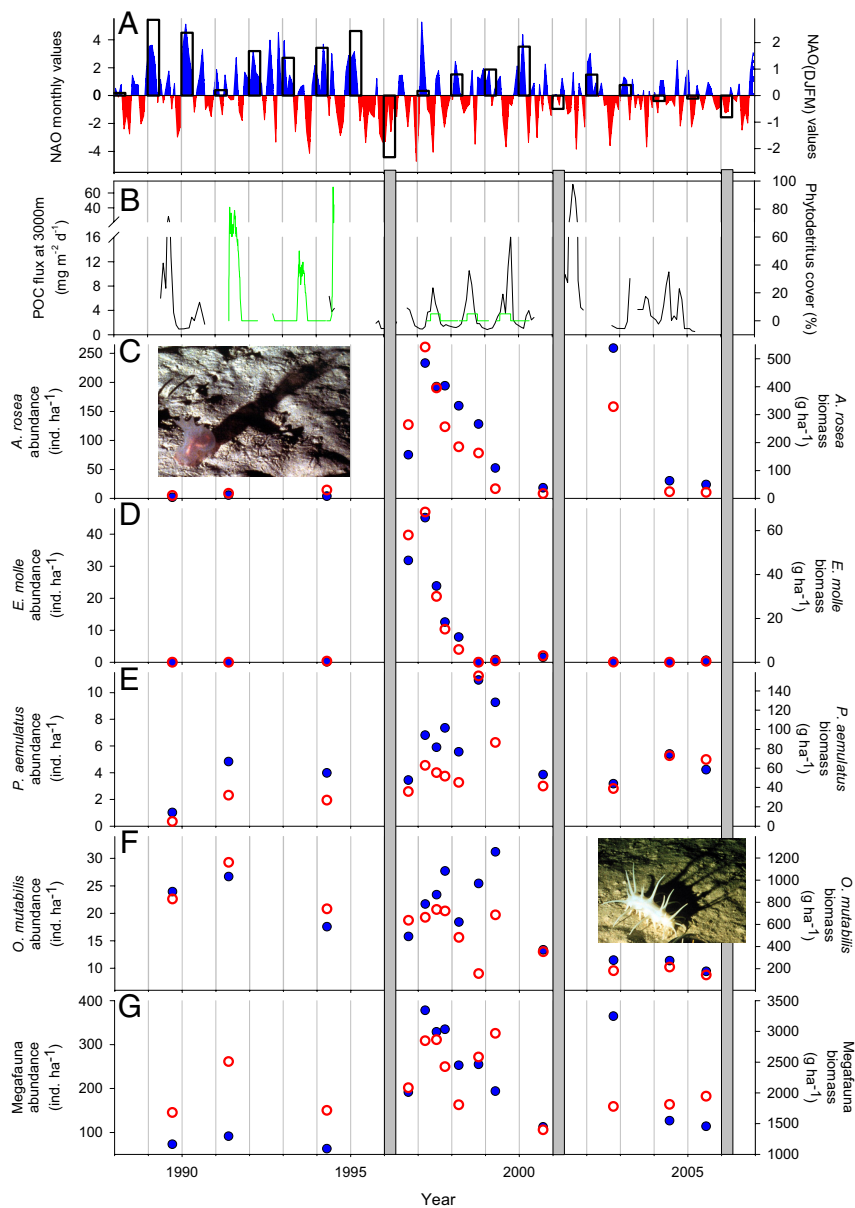 A
NAO monthly values
4
2
0
-2
-4
2
1
0
-1
-2
NAO(DJFM) values
B
POC flux at 3000m
(mg m-2 d-1)
60
40
16
12
8
4
0
100
80
60
40
20
0
Phytodetritus cover (%)
C
A. rosea
abundance
(ind. ha-1)
250
200
150
100
50
0
500
400
300
200
100
0
A. rosea
biomass
(g ha-1)
D
E. molle
abundance
(ind. ha-1)
40
30
20
10
0
60
40
20
0
E. molle
biomass
(g ha-1)
E
P. aemulatus
abundance
(ind. ha-1)
10
8
6
4
2
0
140
120
100
80
60
40
20
0
P. aemulatus
biomass
(g ha-1)
F
O. mutabilis
abundance
(ind. ha-1)
30
25
20
15
10
1200
1000
800
600
400
200
O. mutabilis
biomass
(g ha-1)
G
Megafauna
abundance
(ind. ha-1)
400
300
200
100
3500
3000
2500
2000
1500
1000
Megafauna
biomass
(g ha-1)
1990
1995
2000
2005
Year